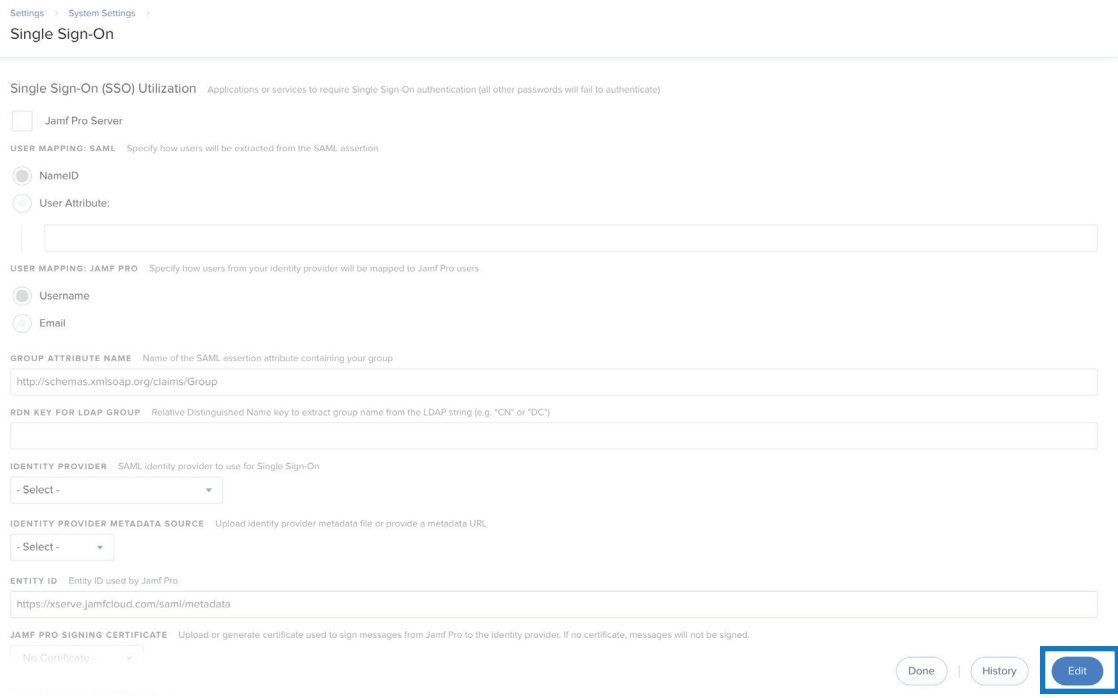 Settings > System Settings >
Single Sign-On
Single Sign-On (SSO) Utilization Applications or services to require Single Sign-On authentication (all other passwords will fail to authenticate)
Jamf Pro Server
USER MAPPING: SAML Specify how users will be extracted from the SAML assertion
NameID
User Attribute:
USER MAPPING: JAMF PRO Specify how users from your identity provider will be mapped to Jamf Pro users
Username
Email
GROUP ATTRIBUTE NAME Name of the SAML assertion attribute containing your group
http://schemas.xmlsoap.org/claims/Group
RDN KEY FOR LDAP GROUP Relative Distinguished Name key to extract group name from the LDAP string (e.g. "CN" or "DC")
IDENTITY PROVIDER SAML identity provider to use for Single Sign-On
- Select -
IDENTITY PROVIDER METADATA SOURCE Upload identity provider metadata file or provide a metadata URL
- Select -
ENTITY ID Entity ID used by Jamf Pro
https://xserve.jamfcloud.com/saml/metadata
JAMF PRO SIGNING CERTIFICATE Upload or generate certificate used to sign messages from Jamf Pro to the identity provider. If no certificate, messages will not be signed.
- No Certificate -
Done | History Edit